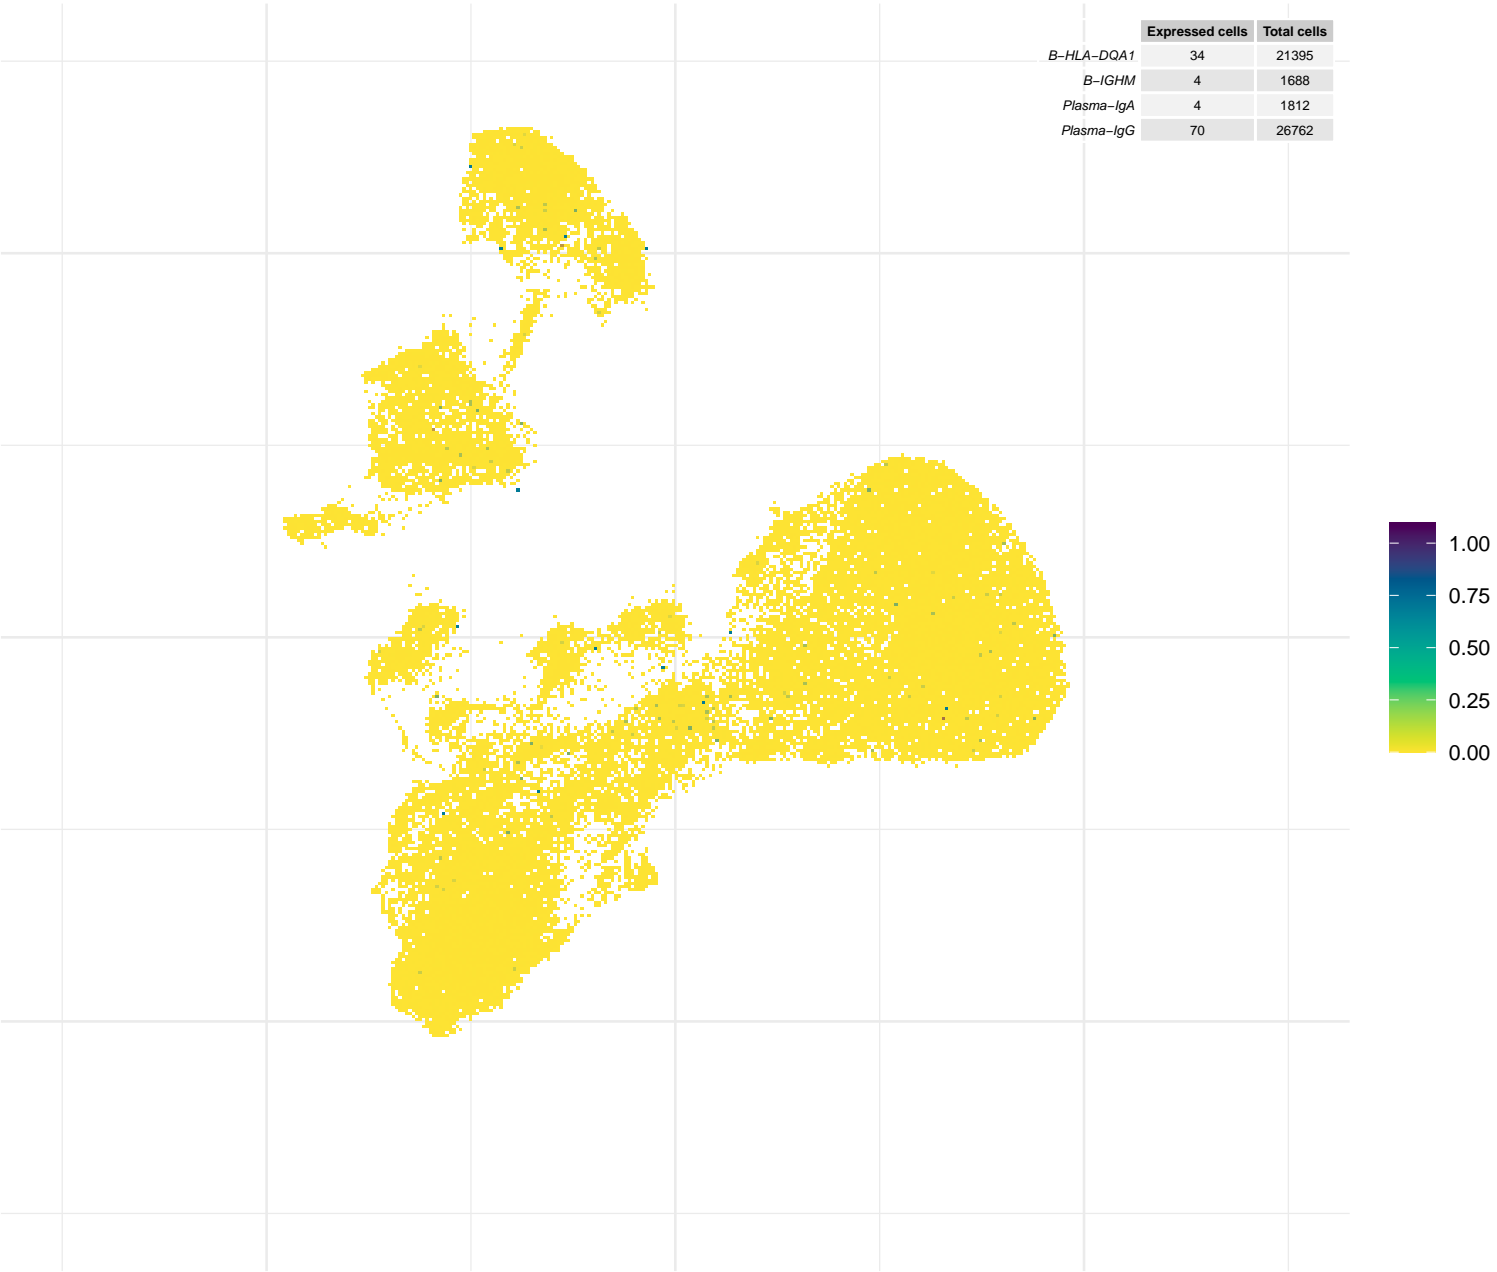 Expressed cells Total cells
B−HLA−DQA1 34 21395
B−IGHM 4 1688
Plasma−IgA 4 1812
Plasma−IgG 70 26762
1.00
0.75
0.50
0.25
0.00